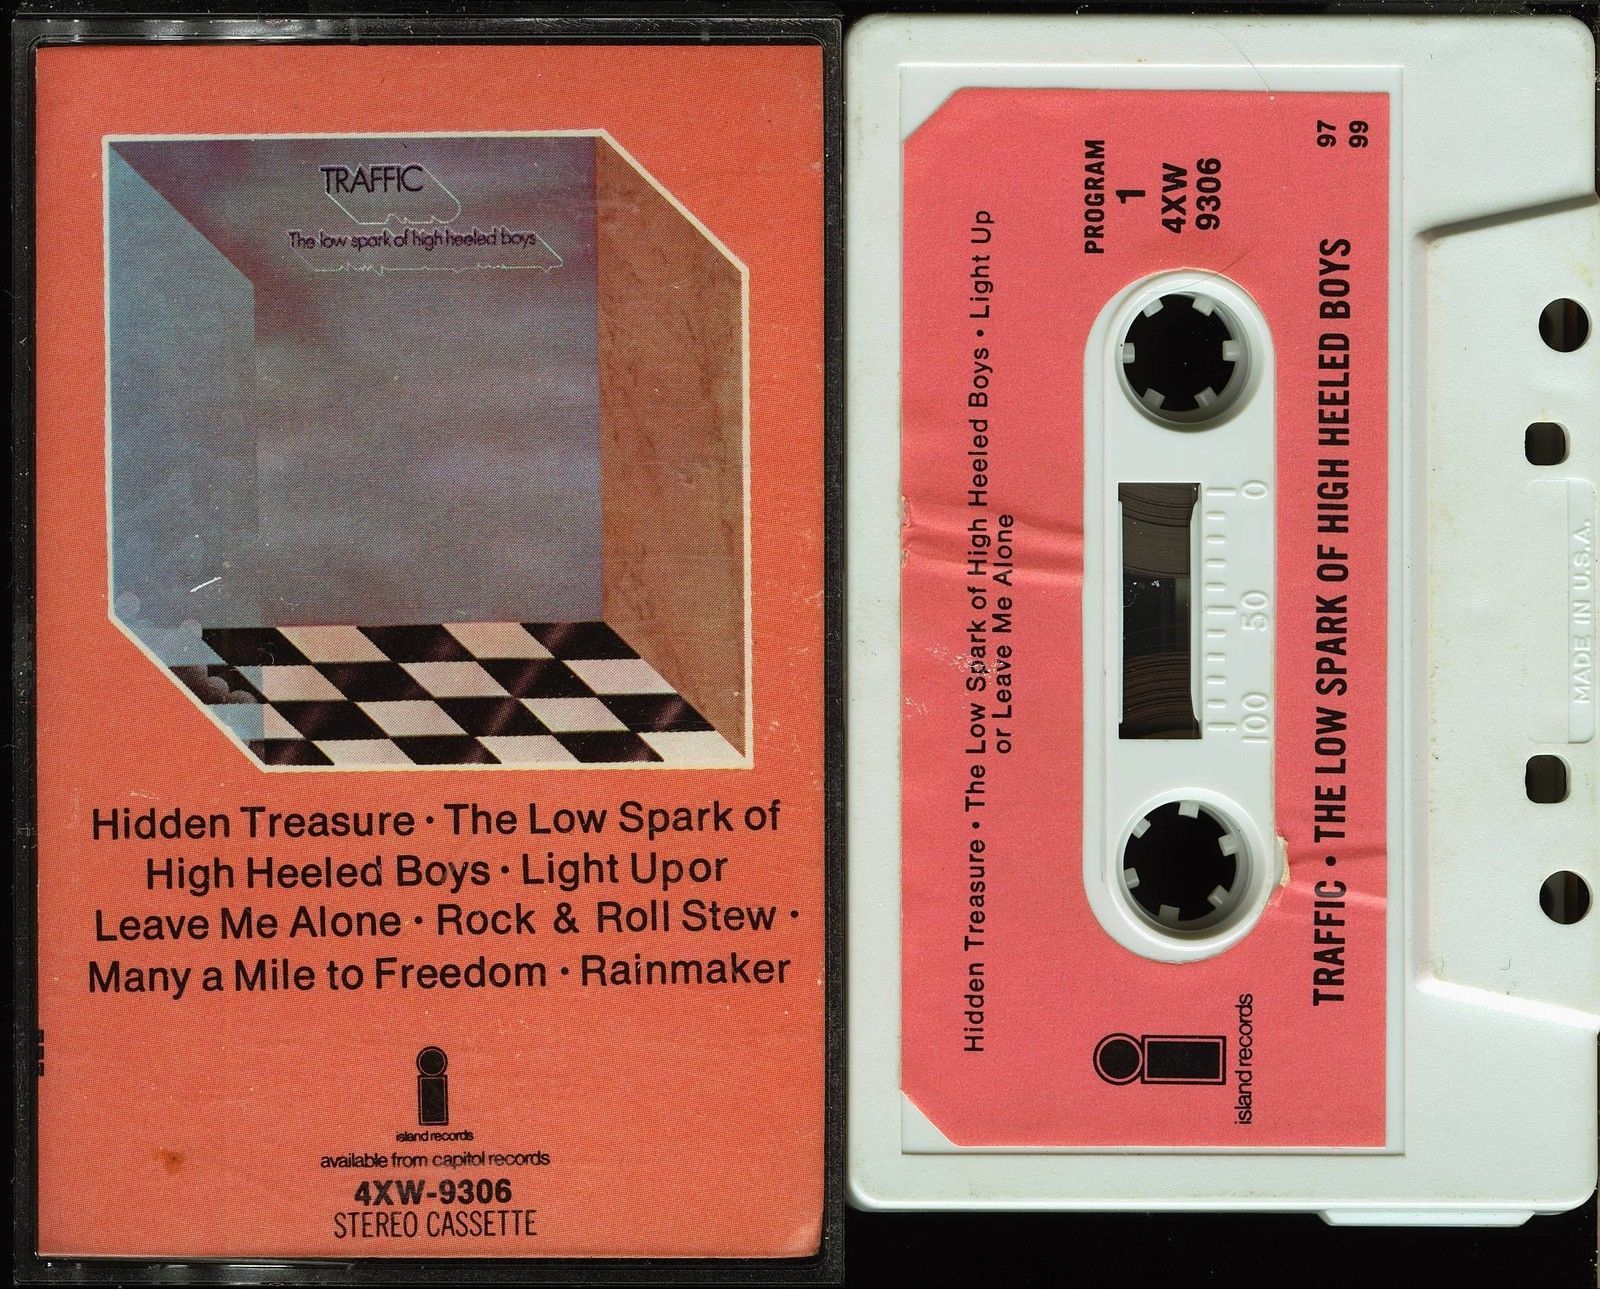 TRAFFIC
The low spark of high heeled boys
Hidden Treasure · The Low Spark of
High Heeled Boys · Light Upor
Leave Me Alone · Rock & Roll Stew ·
Many a Mile to Freedom · Rainmaker
island records
available from capitol records
4XW-9306
STEREO CASSETTE
Hidden Treasure • The Low Spark of High Heeled Boys • Light Up
or Leave Me Alone
PROGRAM
1
4XW
9306
0
50
100
island records
TRAFFIC • THE LOW SPARK OF HIGH HEELED BOYS
97
99
MADE IN U.S.A.